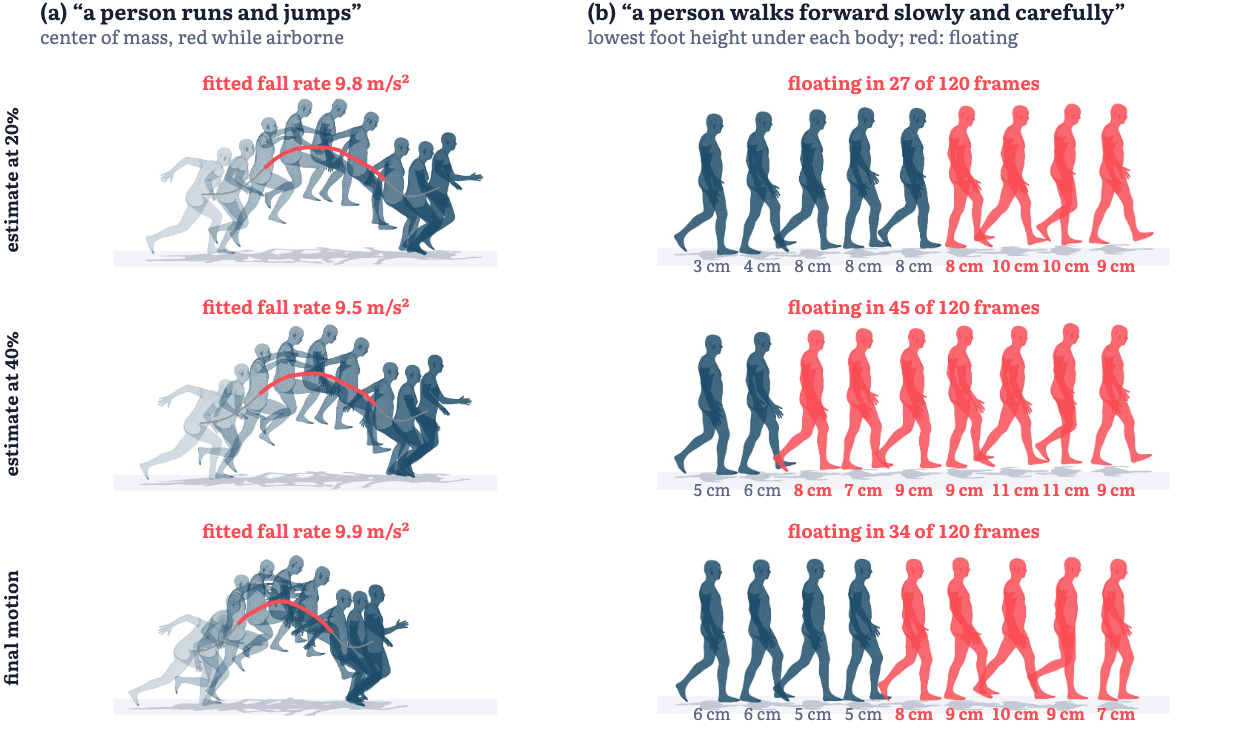 (a) “a person runs and jumps”
center of mass, red while airborne
(b) “a person walks forward slowly and carefully”
lowest foot height under each body; red: floating
estimate at 20%
fitted fall rate 9.8 m/s²
floating in 27 of 120 frames
3 cm 4 cm 8 cm 8 cm 8 cm 8 cm 10 cm 10 cm 9 cm
estimate at 40%
fitted fall rate 9.5 m/s²
floating in 45 of 120 frames
5 cm 6 cm 8 cm 7 cm 9 cm 9 cm 11 cm 11 cm 9 cm
final motion
fitted fall rate 9.9 m/s²
floating in 34 of 120 frames
6 cm 6 cm 5 cm 5 cm 8 cm 9 cm 10 cm 9 cm 7 cm